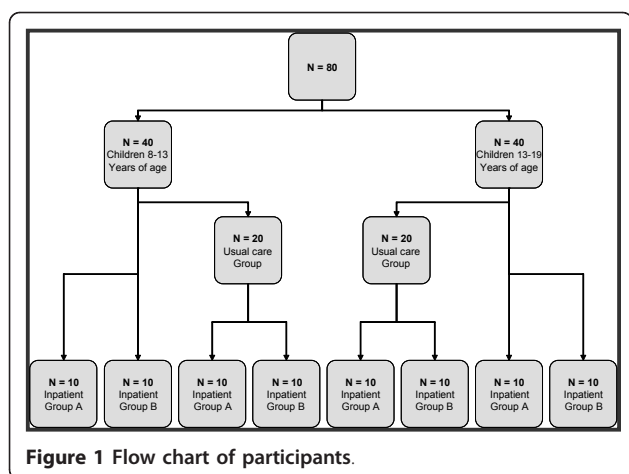 N = 80
N = 40
Children 8-13
Years of age
N = 40
Children 13-19
Years of age
N = 20
Usual care
Group
N = 20
Usual care
Group
N = 10
Inpatient
Group A
N = 10
Inpatient
Group B
N = 10
Inpatient
Group A
N = 10
Inpatient
Group B
N = 10
Inpatient
Group A
N = 10
Inpatient
Group B
N = 10
Inpatient
Group A
N = 10
Inpatient
Group B
Figure 1 Flow chart of participants.